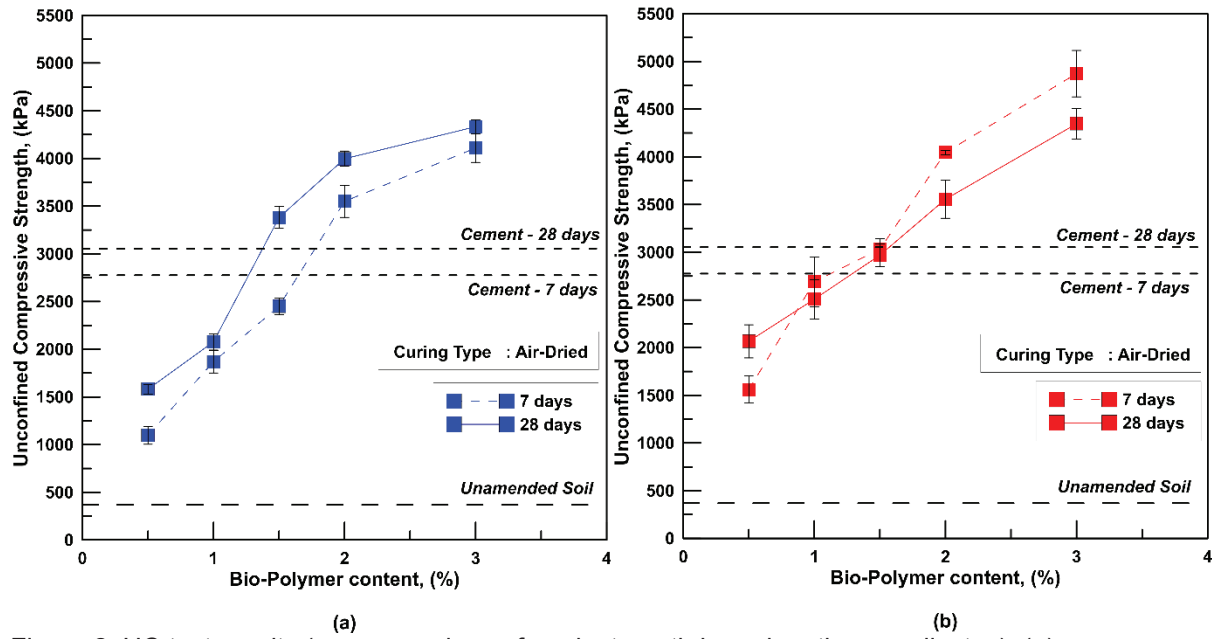 Unconfined Compressive Strength, (kPa)
5500
5000
4500
4000
3500
3000
2500
2000
1500
1000
500
0
Cement - 28 days
Cement - 7 days
Curing Type : Air-Dried
7 days
28 days
Unamended Soil
0 1 2 3 4
Bio-Polymer content, (%)
(a)
Unconfined Compressive Strength, (kPa)
5500
5000
4500
4000
3500
3000
2500
2000
1500
1000
500
0
Cement - 28 days
Cement - 7 days
Curing Type : Air-Dried
7 days
28 days
Unamended Soil
0 1 2 3 4
Bio-Polymer content, (%)
(b)